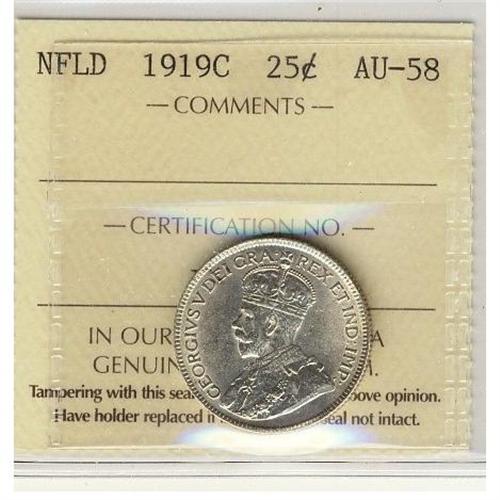 NFLD 1919C 25¢ AU-58
— COMMENTS —
— CERTIFICATION NO. —
GEORGIVS V DEI GRA: REX ET IND: IMP:
IN OUR A
GENUIN M.
Tampering with this sea bove opinion.
Have holder replaced i seal not intact.